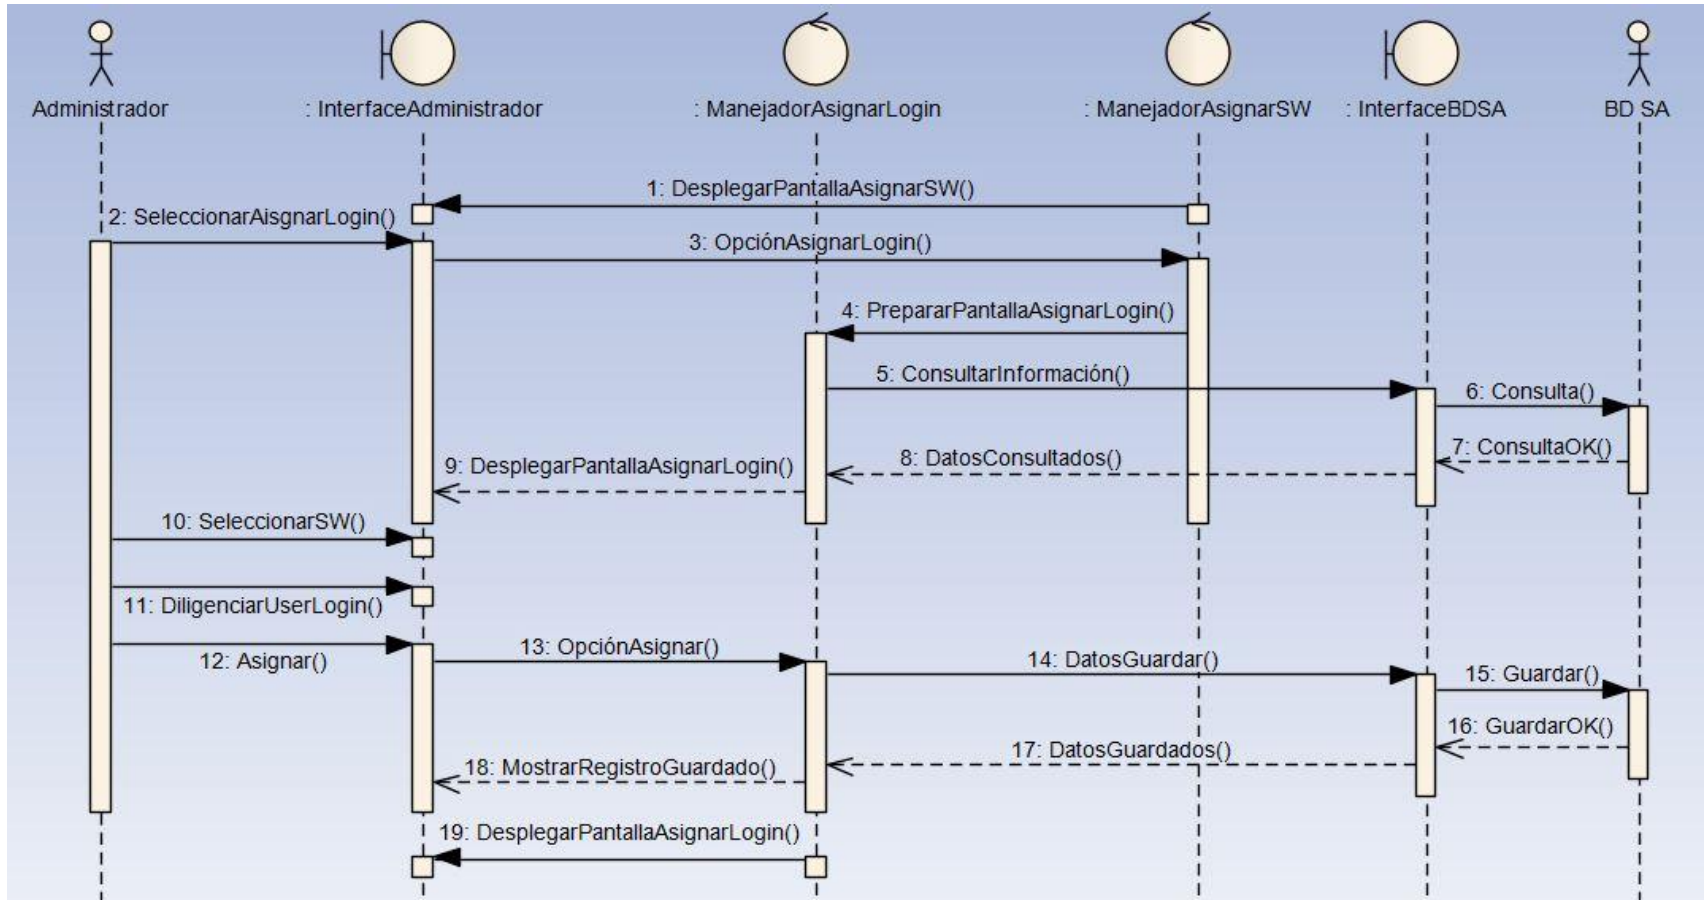 Administrador
: InterfaceAdministrador
: ManejadorAsignarLogin
: ManejadorAsignarSW
: InterfaceBDSA
BD SA
1: DesplegarPantallaAsignarSW()
2: SeleccionarAisgnarLogin()
3: OpciónAsignarLogin()
4: PrepararPantallaAsignarLogin()
5: ConsultarInformación()
6: Consulta()
7: ConsultaOK()
8: DatosConsultados()
9: DesplegarPantallaAsignarLogin()
10: SeleccionarSW()
11: DiligenciarUserLogin()
12: Asignar()
13: OpciónAsignar()
14: DatosGuardar()
15: Guardar()
16: GuardarOK()
17: DatosGuardados()
18: MostrarRegistroGuardado()
19: DesplegarPantallaAsignarLogin()